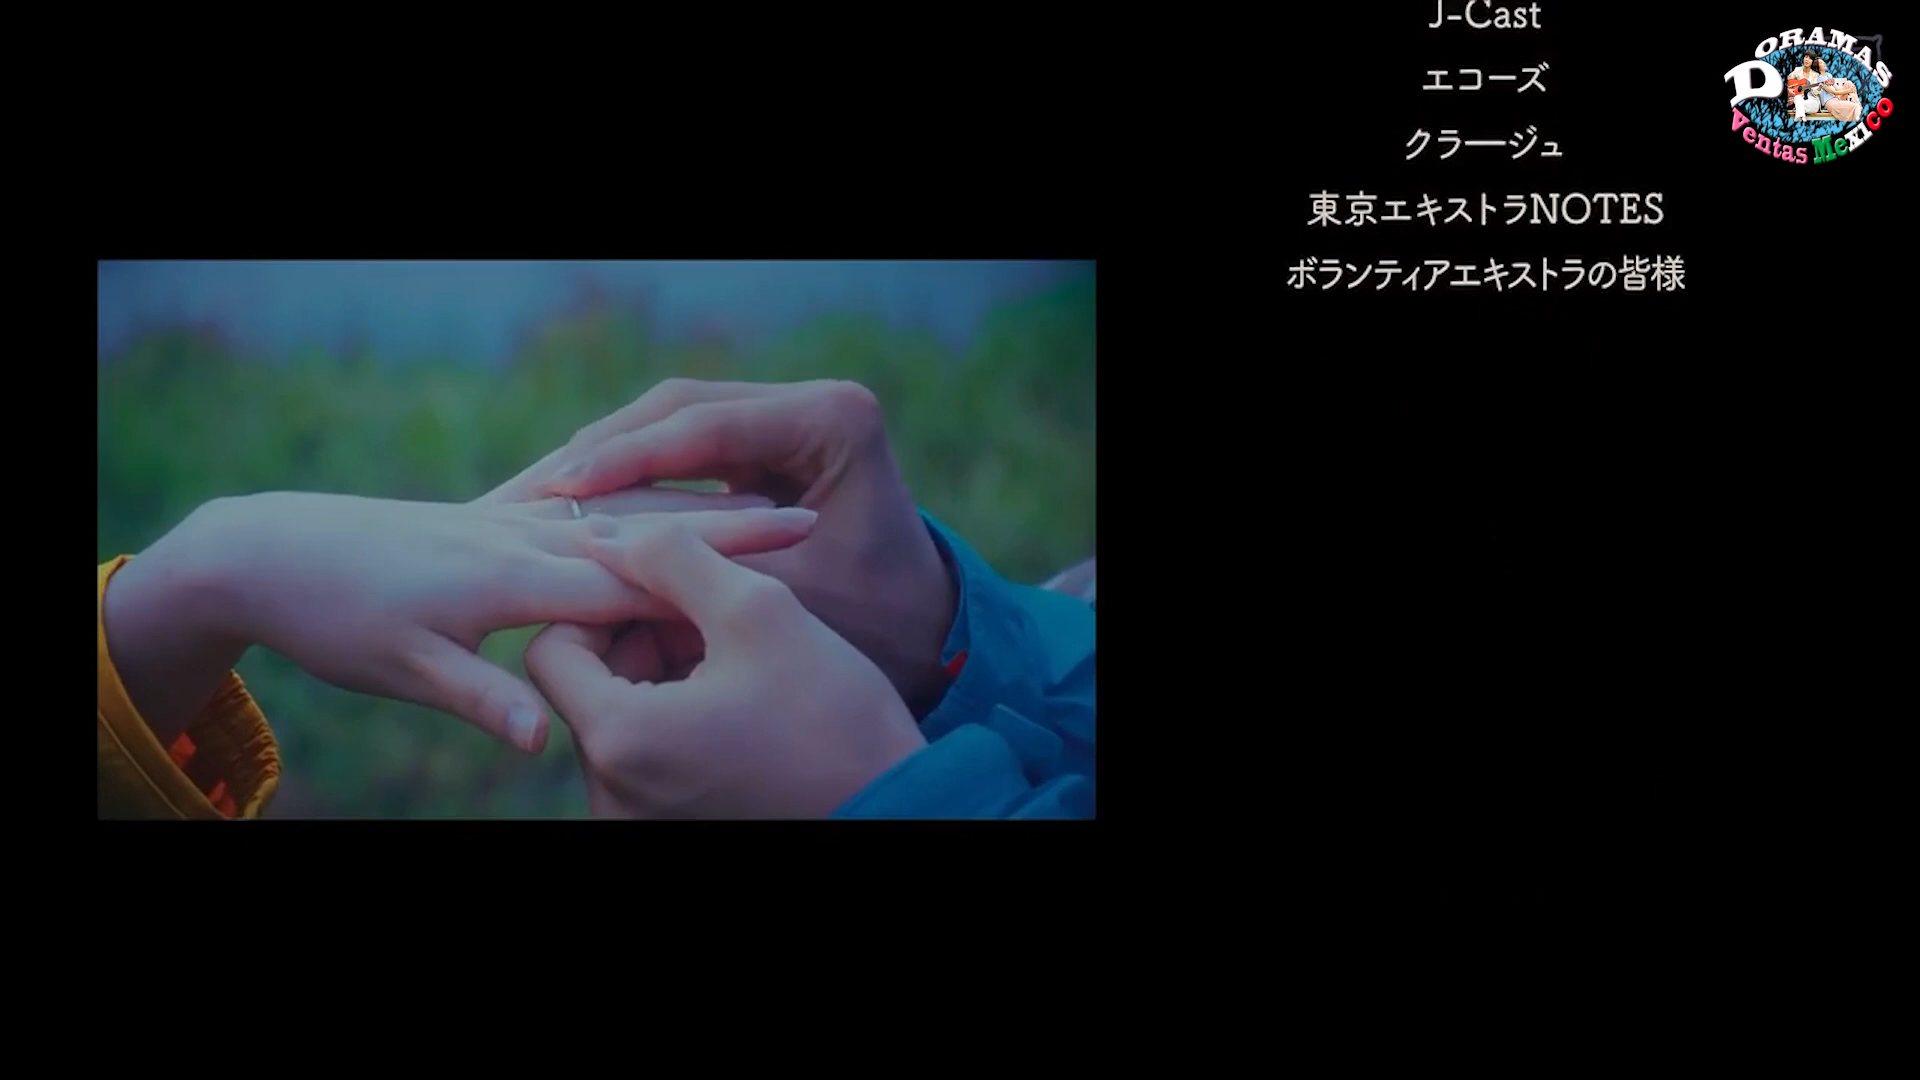 J-Cast
エコーズ
クラージュ
東京エキストラNOTES
ボランティアエキストラの皆様
DORAMAS
Ventas MeXIco